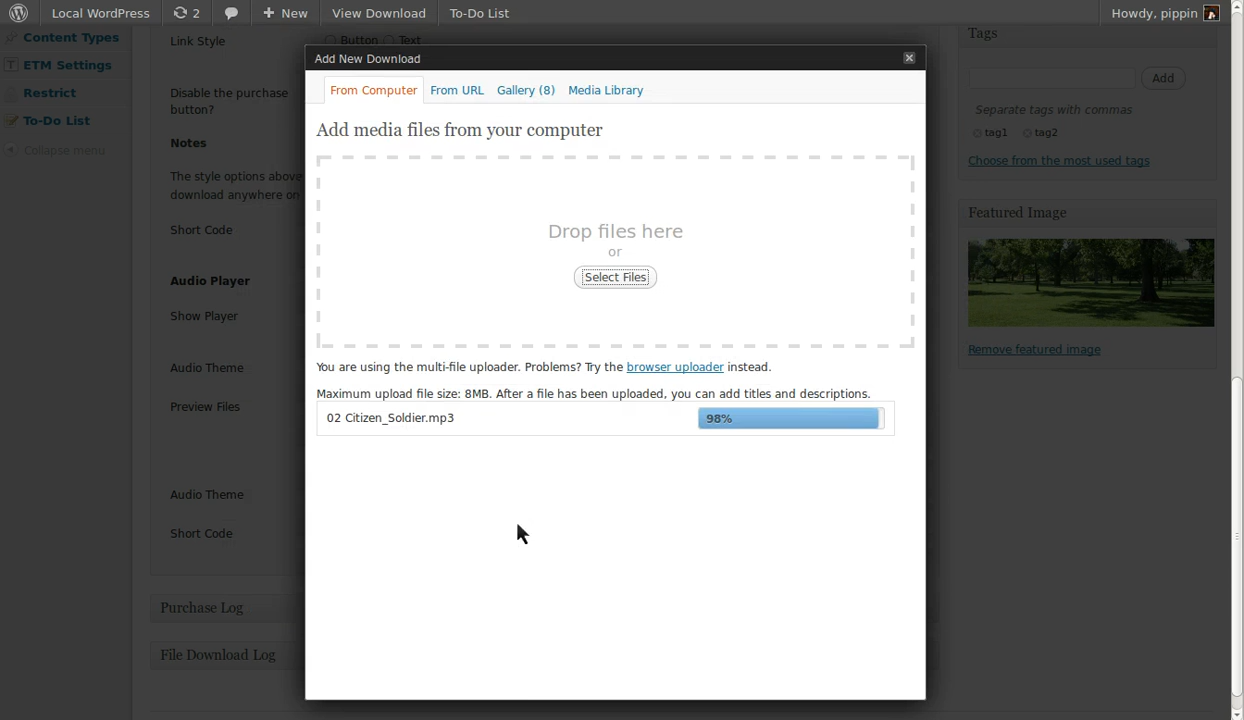 Local WordPress
2
New
View Download
To-Do List
Howdy, pippin
Content Types
ETM Settings
Restrict
To-Do List
Collapse menu
Link Style
Button
Text
Disable the purchase
button?
Notes
The style options above
download anywhere on
Short Code
Audio Player
Show Player
Audio Theme
Preview Files
Audio Theme
Short Code
Purchase Log
File Download Log
Add New Download
From Computer
From URL
Gallery (8)
Media Library
Add media files from your computer
Drop files here
or
Select Files
You are using the multi-file uploader. Problems? Try the browser uploader instead.
Maximum upload file size: 8MB. After a file has been uploaded, you can add titles and descriptions.
02 Citizen_Soldier.mp3
98%
Tags
Add
Separate tags with commas
tag1
tag2
Choose from the most used tags
Featured Image
Remove featured image